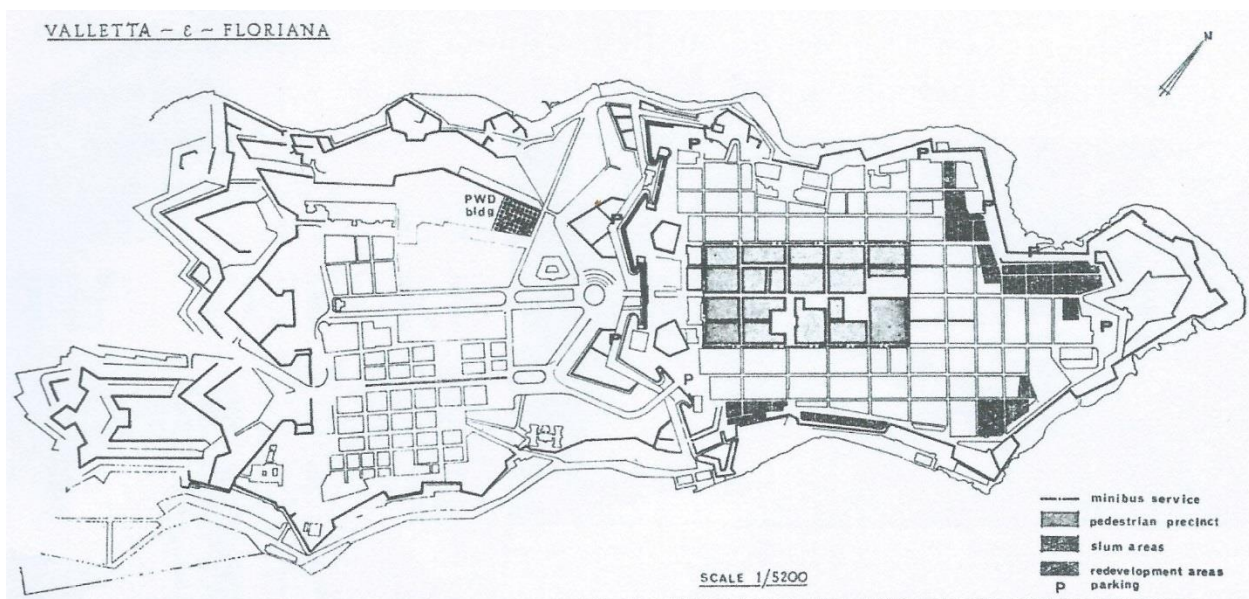 VALLETTA ~ & ~ FLORIANA
N
P
P
PWD
bldg
P
P
P
P
P
P
minibus service
pedestrian precinct
slum areas
redevelopment areas
P parking
SCALE 1/5200